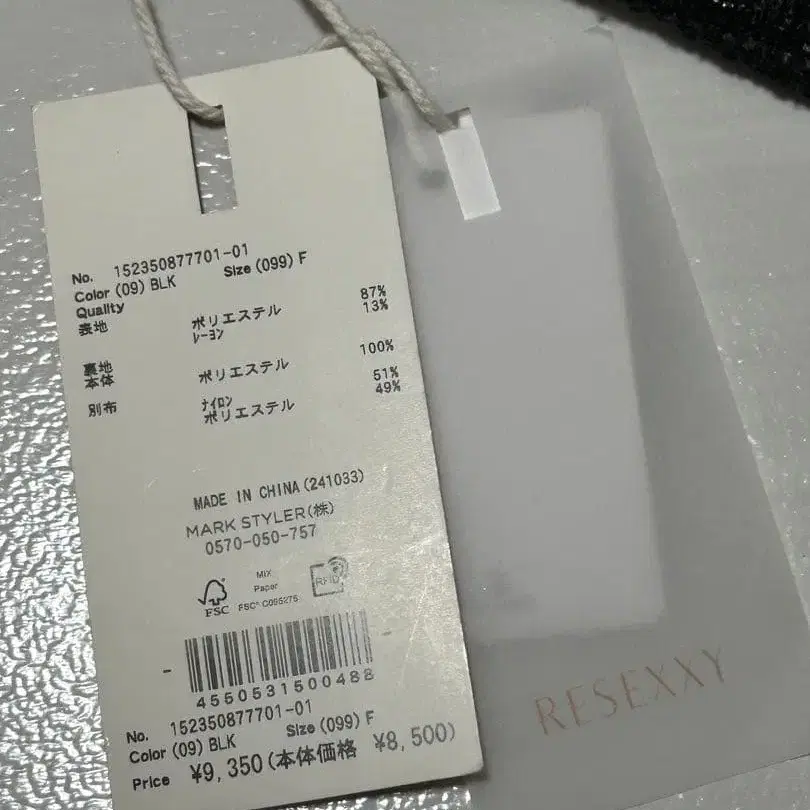 No. 152350877701-01
Color (09) BLK Size (099) F
Quality
表地 ポリエステル 87%
ﾚｰﾖﾝ 13%
裏地
本体 ポリエステル 100%
別布 ﾅｲﾛﾝ 51%
ポリエステル 49%
MADE IN CHINA (241033)
MARK STYLER(株)
0570-050-757
FSC
MIX
Paper
FSC® C095275
RFID
4550531500488
No. 152350877701-01
Color (09) BLK Size (099) F
Price ¥9,350(本体価格 ¥8,500)
RESEXXY